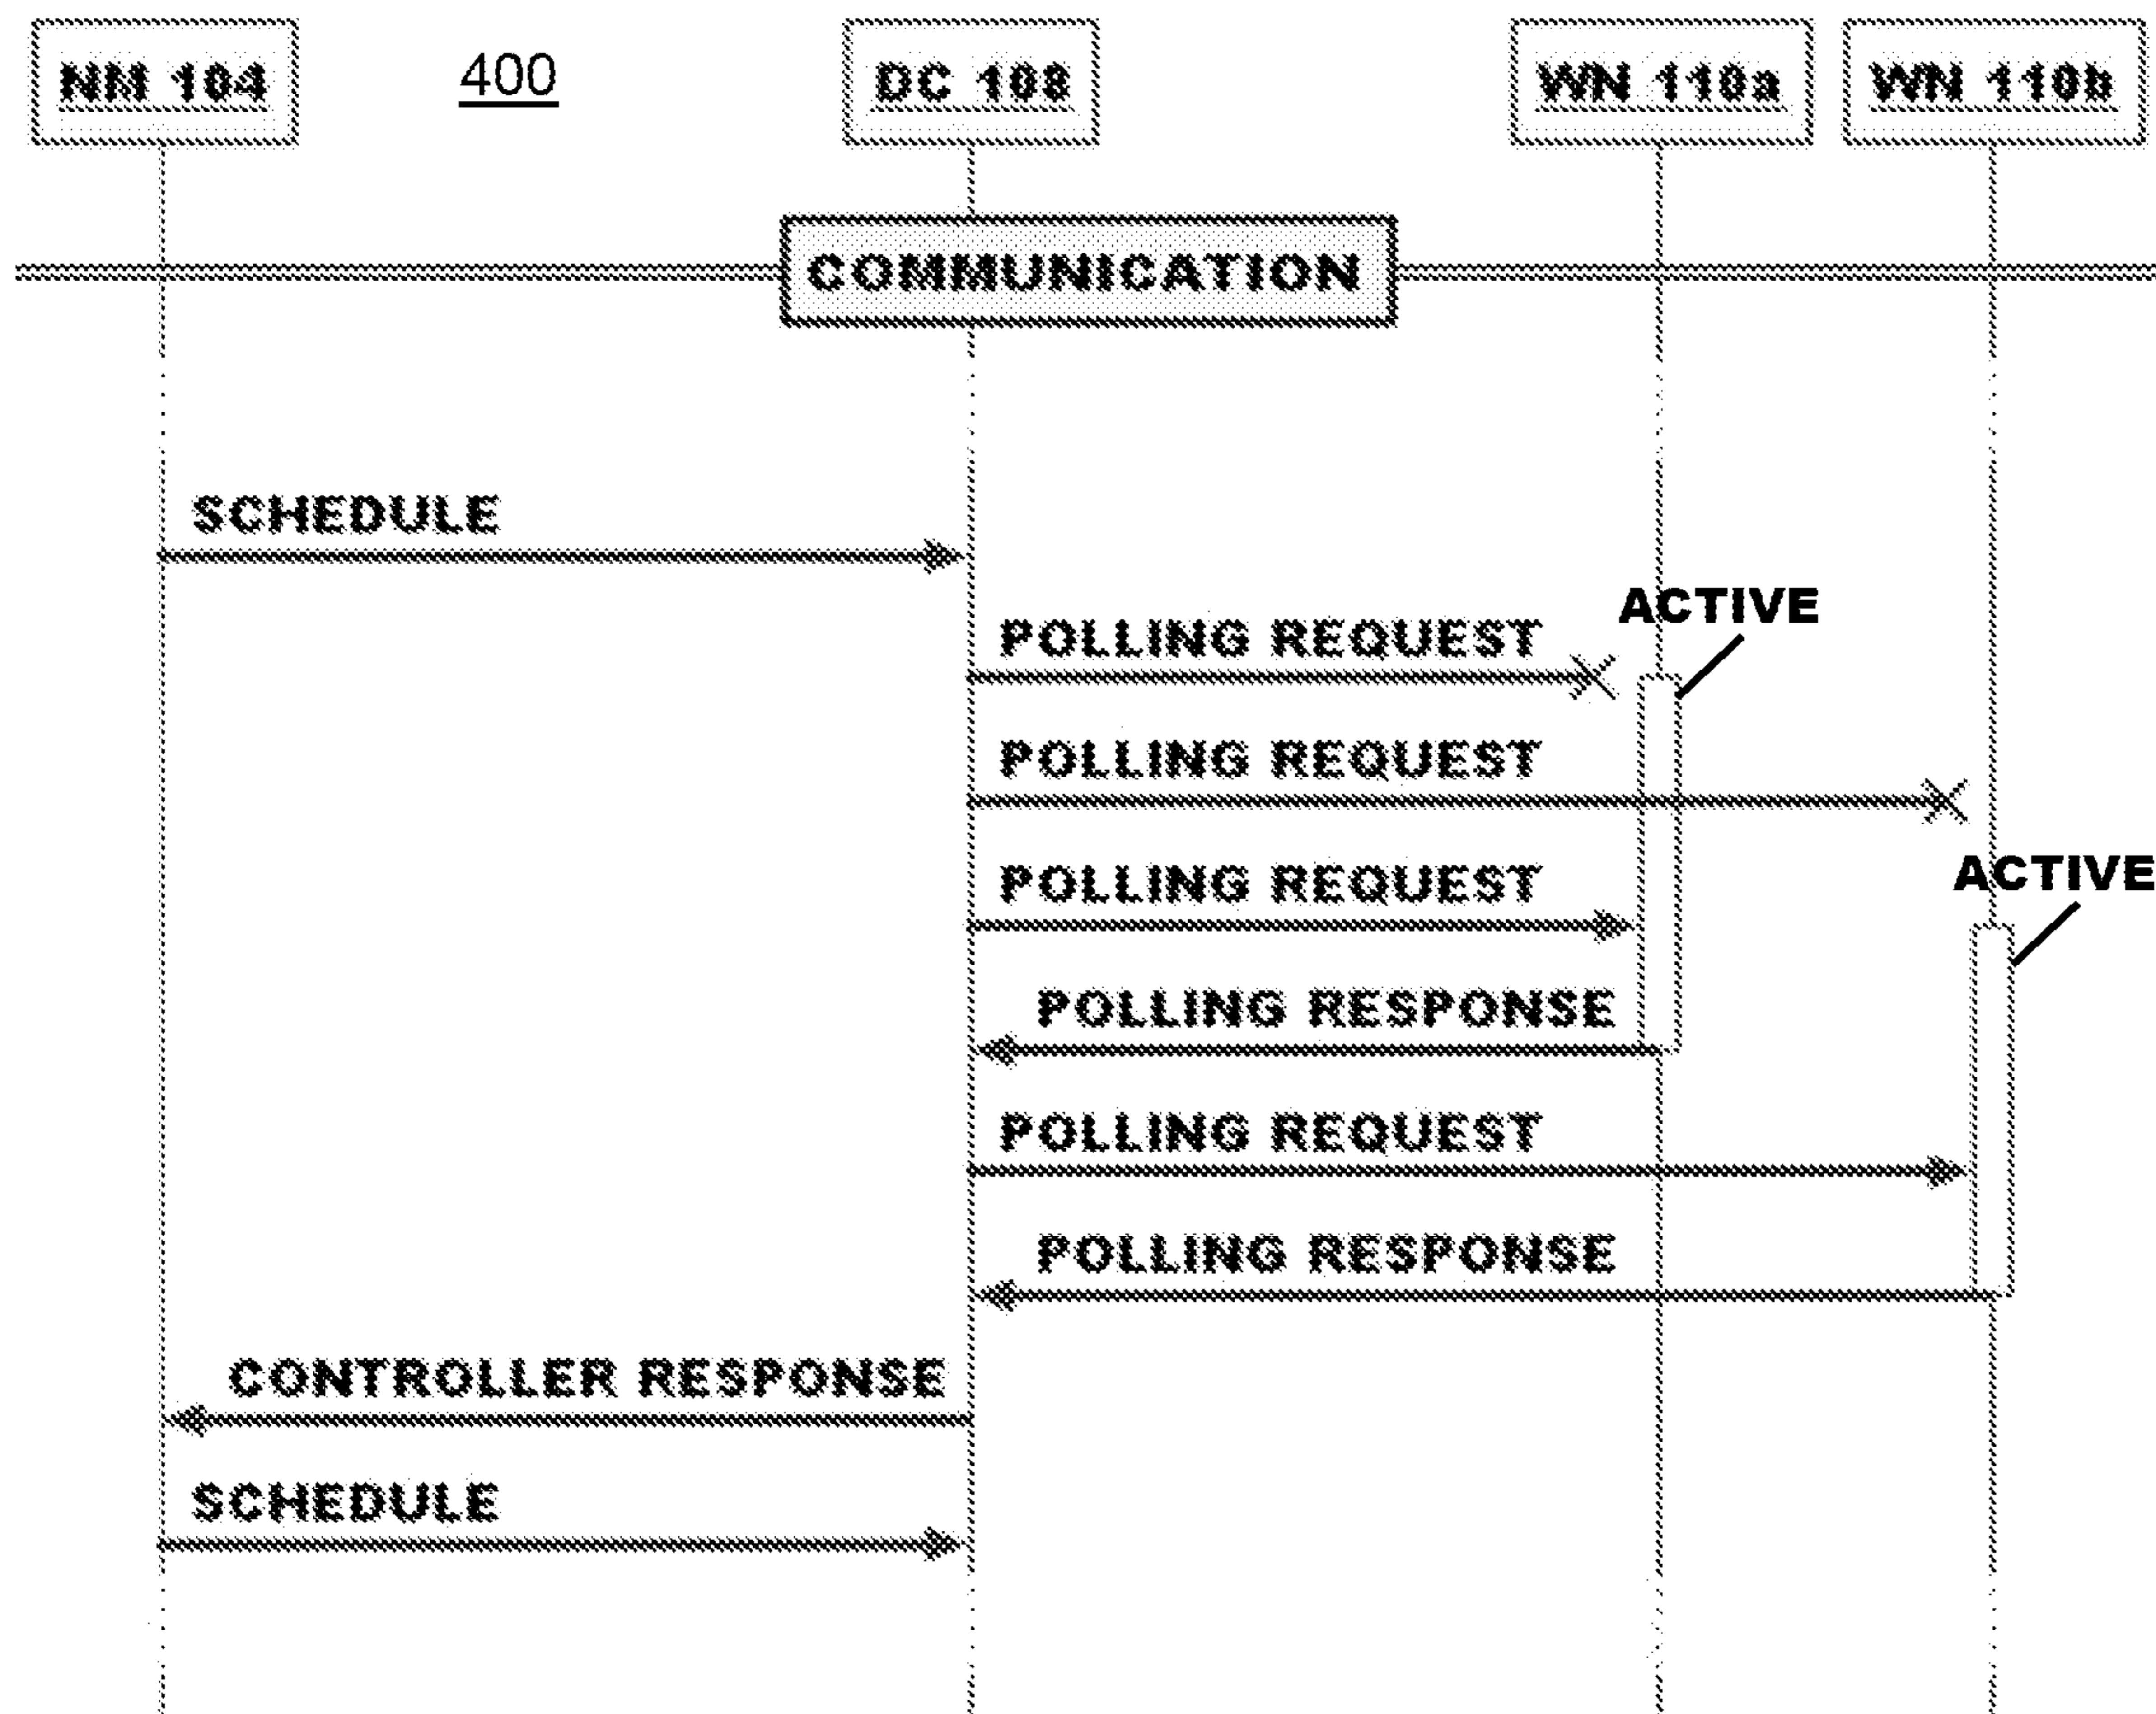 NM 104 400 DC 108 WN 110a WN 110b
COMMUNICATION
SCHEDULE
ACTIVE
POLLING REQUEST
POLLING REQUEST
ACTIVE
POLLING REQUEST
POLLING RESPONSE
POLLING REQUEST
POLLING RESPONSE
CONTROLLER RESPONSE
SCHEDULE